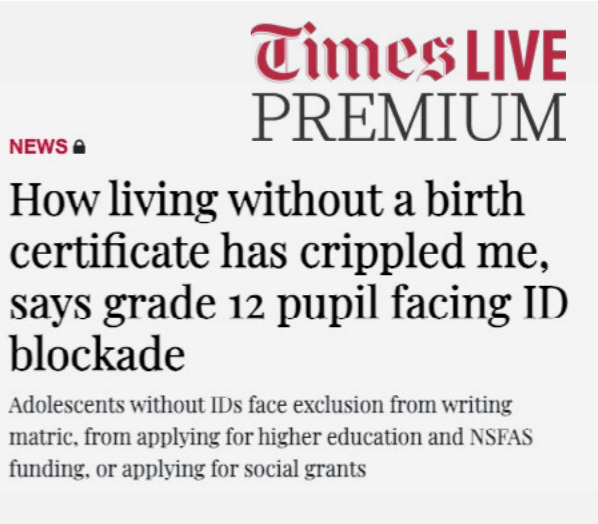 Times LIVE
PREMIUM
NEWS
How living without a birth
certificate has crippled me,
says grade 12 pupil facing ID
blockade
Adolescents without IDs face exclusion from writing
matric, from applying for higher education and NSFAS
funding, or applying for social grants